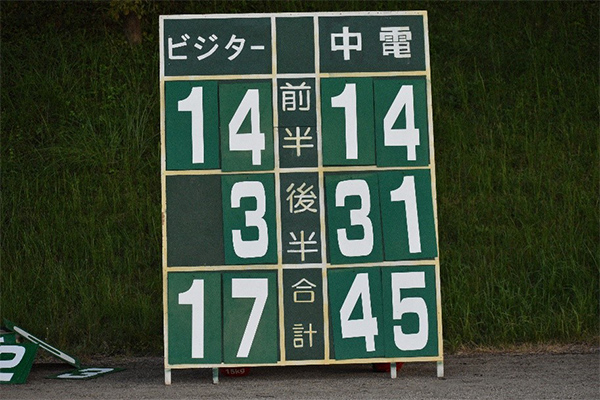 ビジター 中電
14 前半 14
3 後半 31
17 合計 45